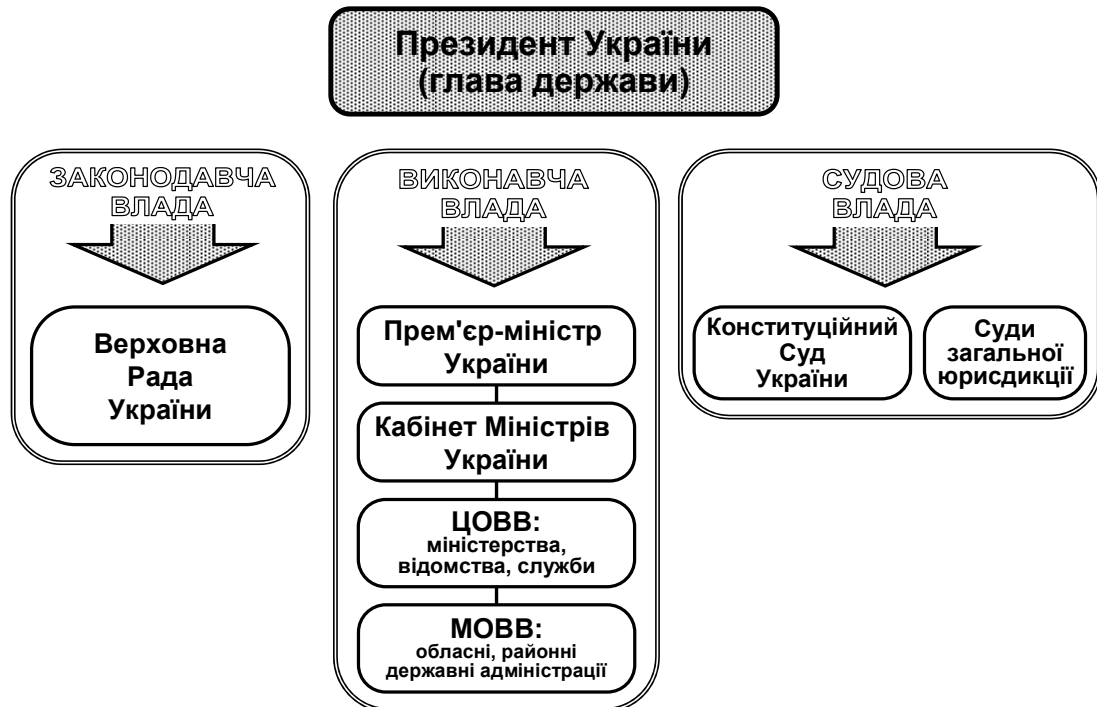 Президент України
(глава держави)
ЗАКОНОДАВЧА
ВЛАДА
Верховна
Рада
України
ВИКОНАВЧА
ВЛАДА
Прем'єр-міністр
України
Кабінет Міністрів
України
ЦОВВ:
міністерства,
відомства, служби
МОВВ:
обласні, районні
державні адміністрації
СУДОВА
ВЛАДА
Конституційний
Суд
України
Суди
загальної
юрисдикції